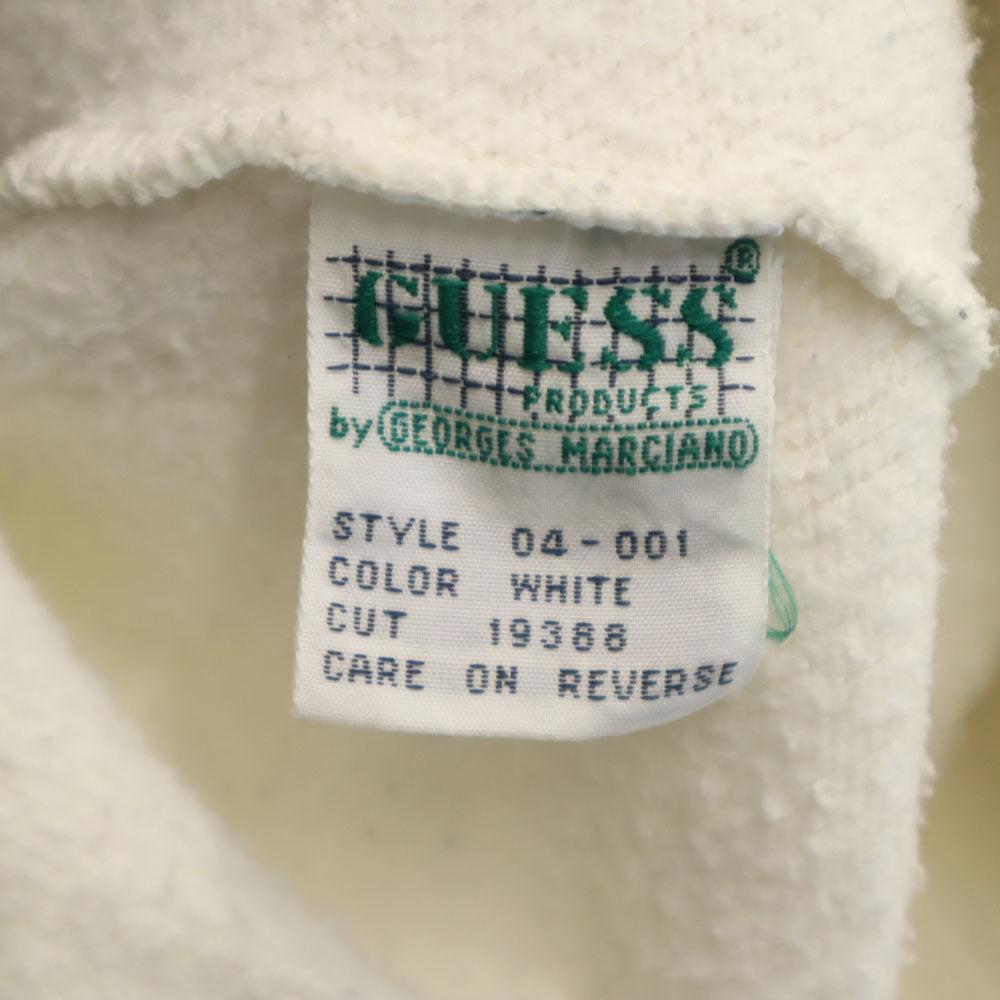 GUESS®
PRODUCTS
by GEORGES MARCIANO
STYLE 04-001
COLOR WHITE
CUT 19388
CARE ON REVERSE